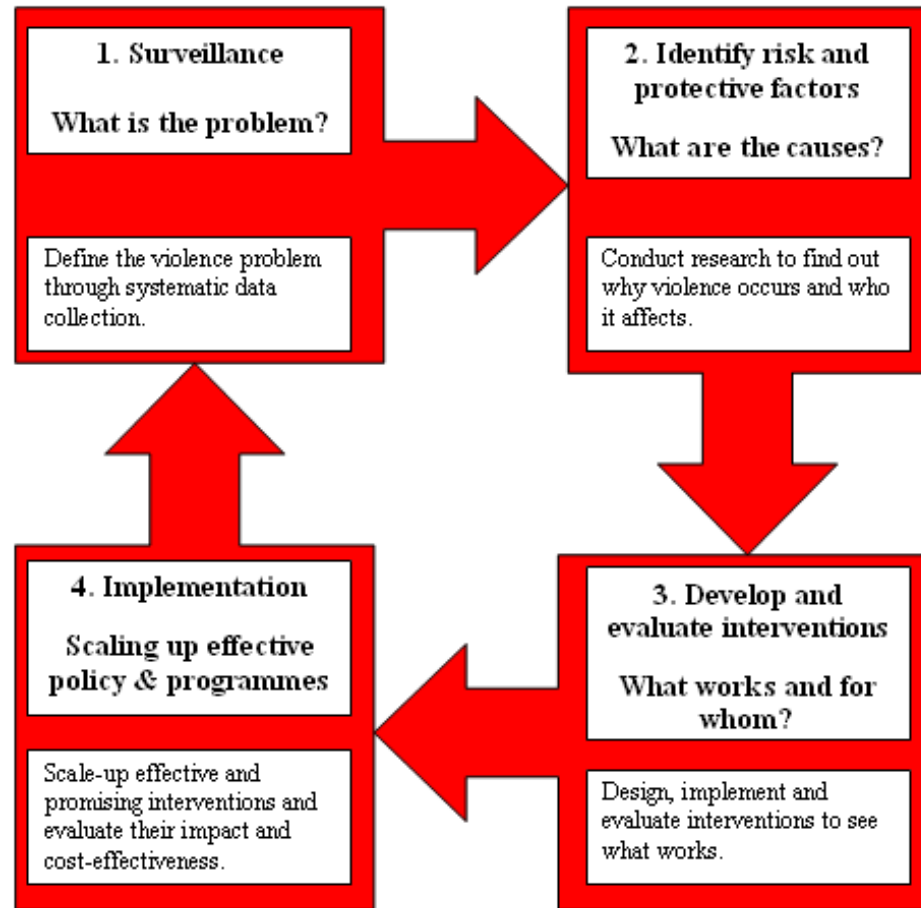 1. Surveillance
What is the problem?
Define the violence problem
through systematic data
collection.
2. Identify risk and
protective factors
What are the causes?
Conduct research to find out
why violence occurs and who
it affects.
3. Develop and
evaluate interventions
What works and for
whom?
Design, implement and
evaluate interventions to see
what works.
4. Implementation
Scaling up effective
policy & programmes
Scale-up effective and
promising interventions and
evaluate their impact and
cost-effectiveness.